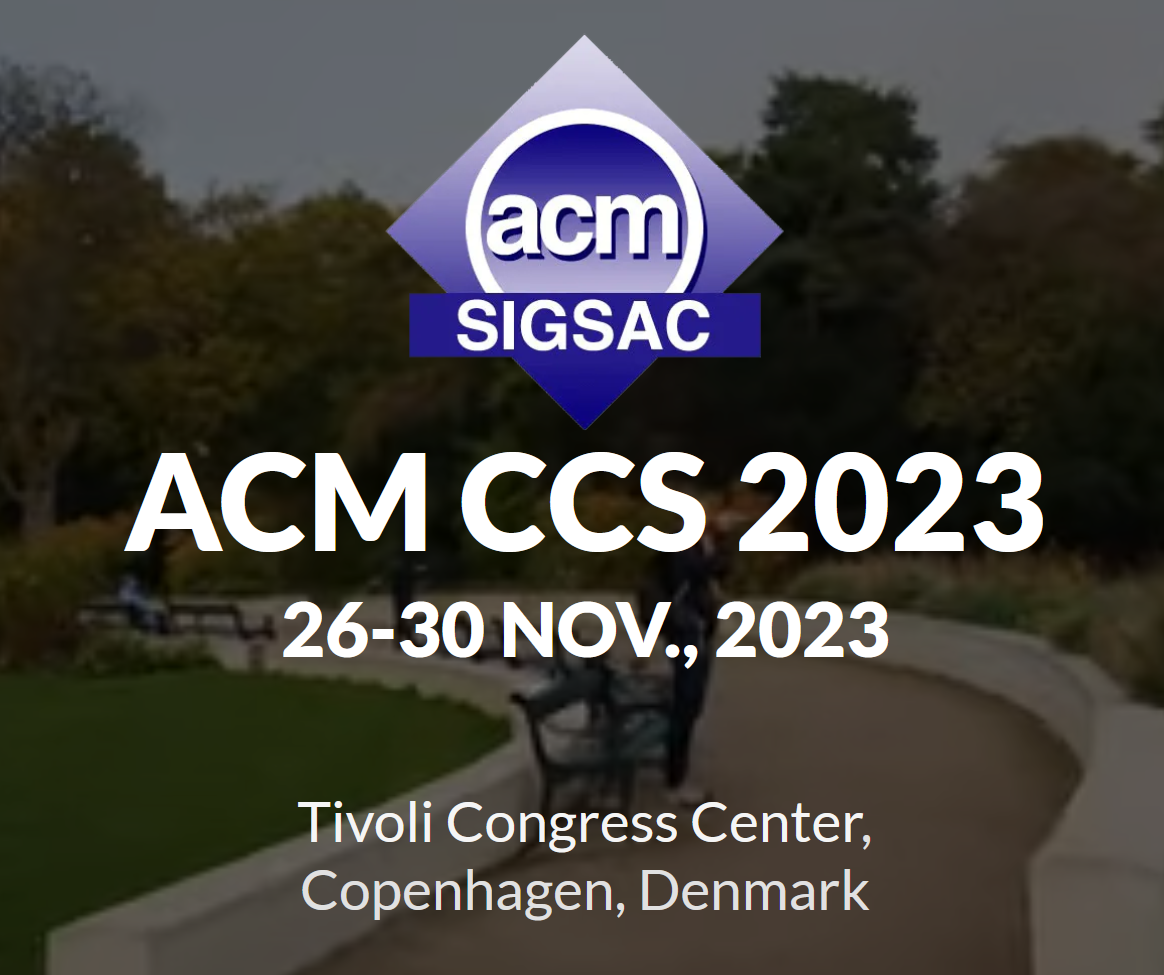 acm
SIGSAC
ACM CCS 2023
26-30 NOV., 2023
Tivoli Congress Center,
Copenhagen, Denmark